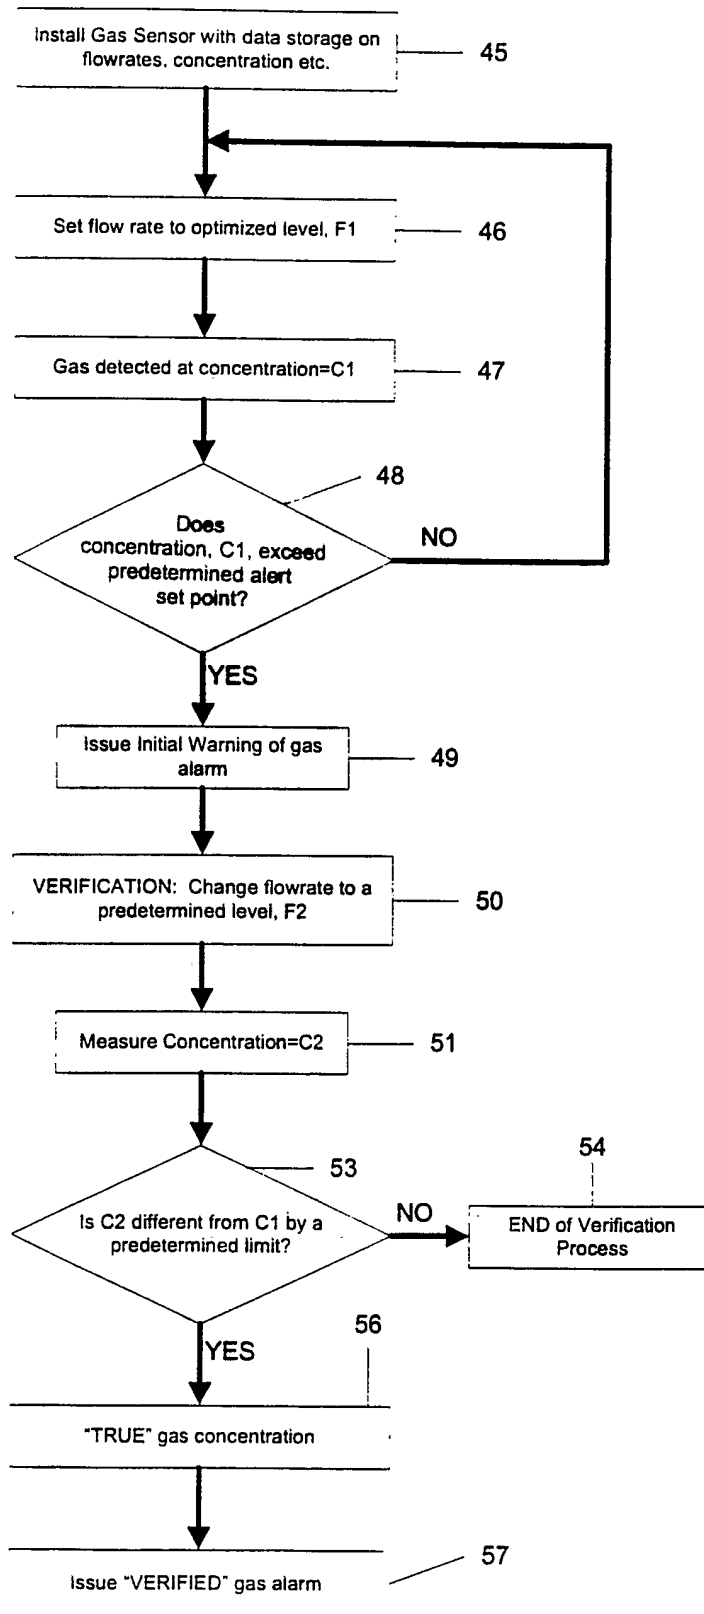 Install Gas Sensor with data storage on
flowrates, concentration etc.
45
Set flow rate to optimized level, F1
46
Gas detected at concentration=C1
47
48
Does
concentration, C1, exceed
predetermined alert
set point?
NO
YES
Issue Initial Warning of gas
alarm
49
VERIFICATION: Change flowrate to a
predetermined level, F2
50
Measure Concentration=C2
51
53
54
Is C2 different from C1 by a
predetermined limit?
NO
END of Verification
Process
YES
56
"TRUE" gas concentration
57
Issue "VERIFIED" gas alarm